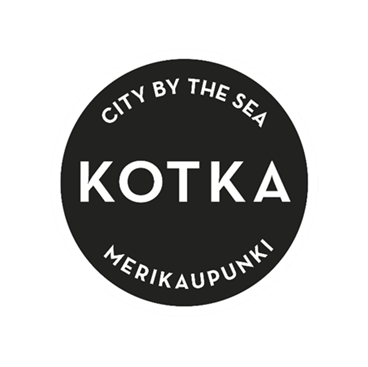 CITY BY THE SEA
KOTKA
MERIKAUPUNKI